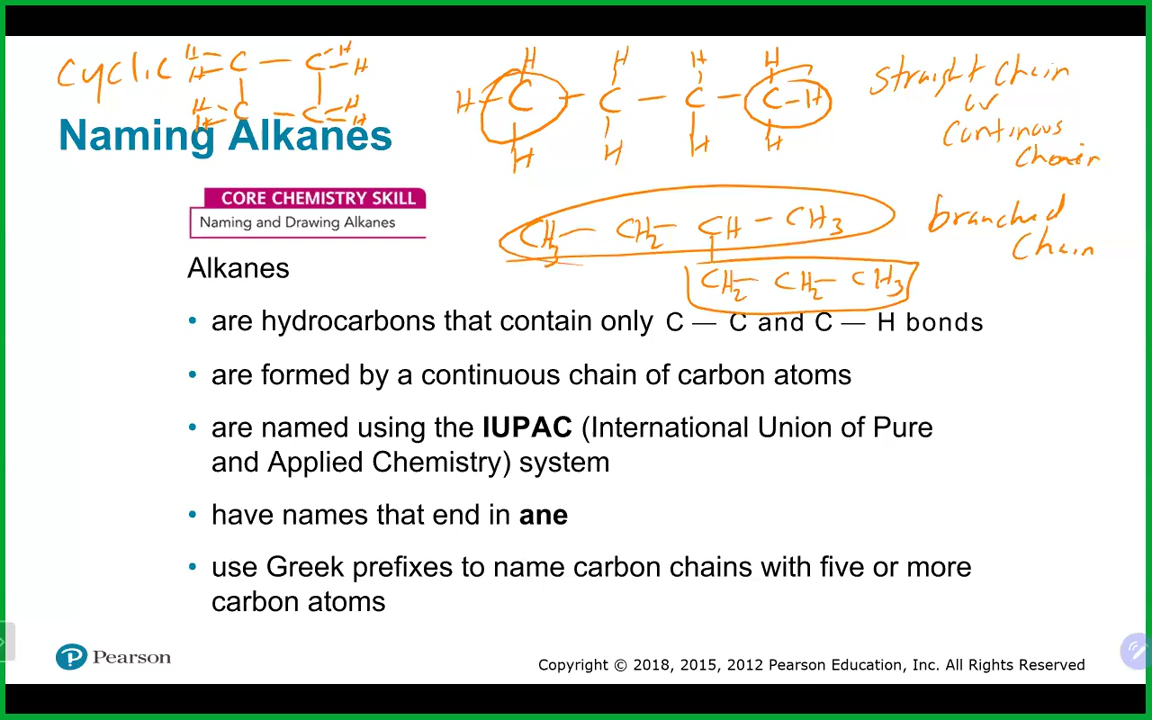 cyclic H C — C H
H H
H C — C H
H H
H H H H
H — C — C — C — C — H
H H H H
Straight Chain
or
Continous
Chain
Naming Alkanes
CORE CHEMISTRY SKILL
Naming and Drawing Alkanes
CH3 — CH2 — CH — CH3
CH2 — CH2 — CH3
branched
Chain
Alkanes
• are hydrocarbons that contain only C — C and C — H bonds
• are formed by a continuous chain of carbon atoms
• are named using the IUPAC (International Union of Pure
and Applied Chemistry) system
• have names that end in ane
• use Greek prefixes to name carbon chains with five or more
carbon atoms
P Pearson
Copyright © 2018, 2015, 2012 Pearson Education, Inc. All Rights Reserved